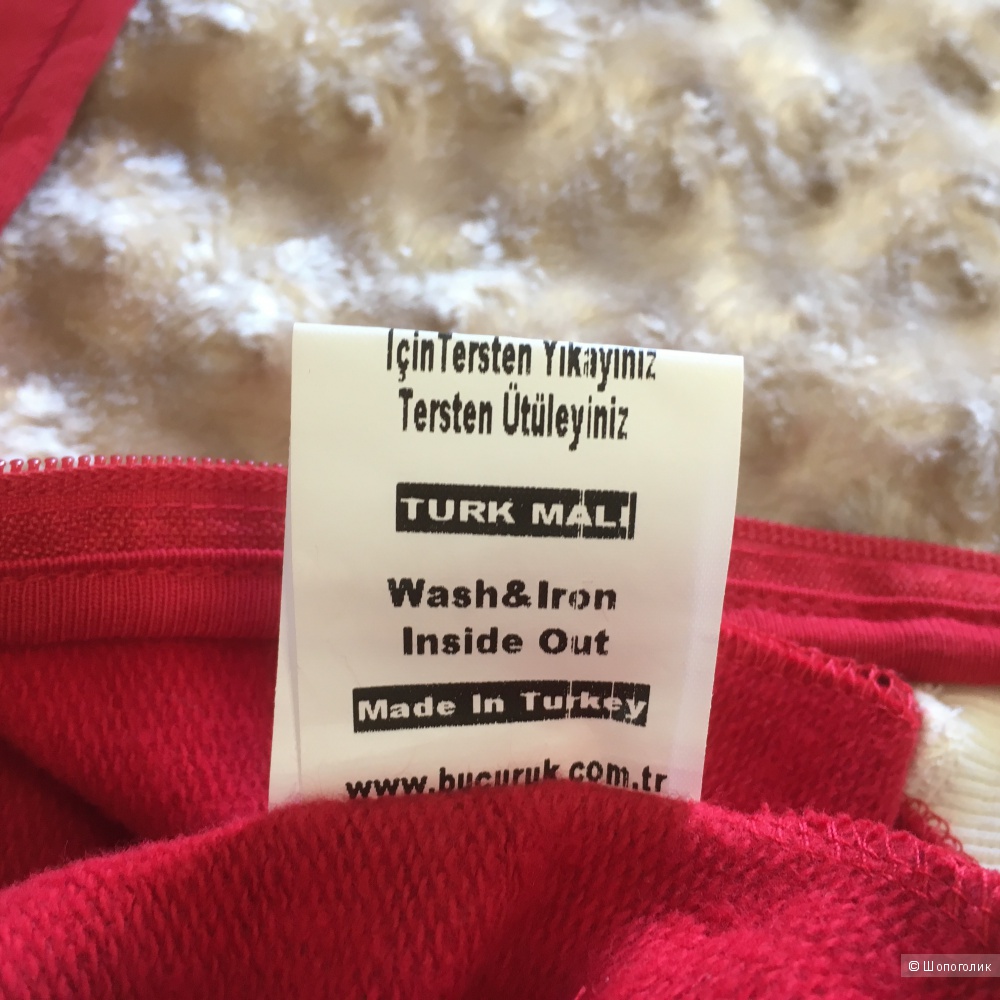 İçinTersten Yıkayınız
Tersten Ütüleyiniz
TURK MALI
Wash&Iron
Inside Out
Made In Turkey
www.bucuruk.com.tr
© Шопоголик